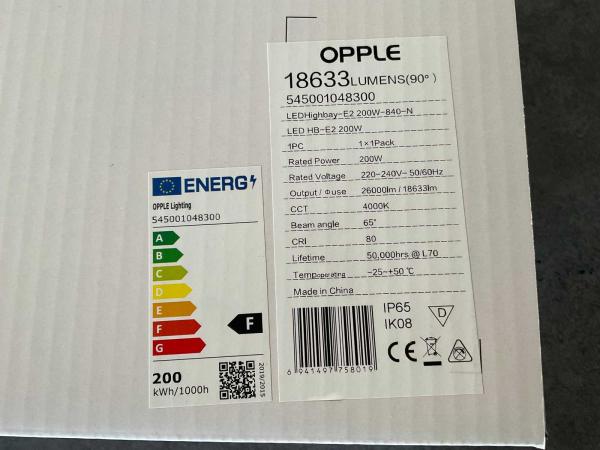 OPPLE
18633LUMENS(90°)
545001048300
LEDHighbay-E2 200W-840-N
LED HB-E2 200W
1PC 1×1Pack
Rated Power 200W
Rated Voltage 220-240V~50/60Hz
Output / Φuse 26000lm / 18633lm
CCT 4000K
Beam angle 65°
CRI 80
Lifetime 50,000hrs @ L70
Tempoperating -25~+50℃
Made in China
IP65
IK08
D
CE
6 941497 758019
ENERG
OPPLE Lighting
545001048300
A
B
C
D
E
F
G
F
200
kWh/1000h
2019/2015